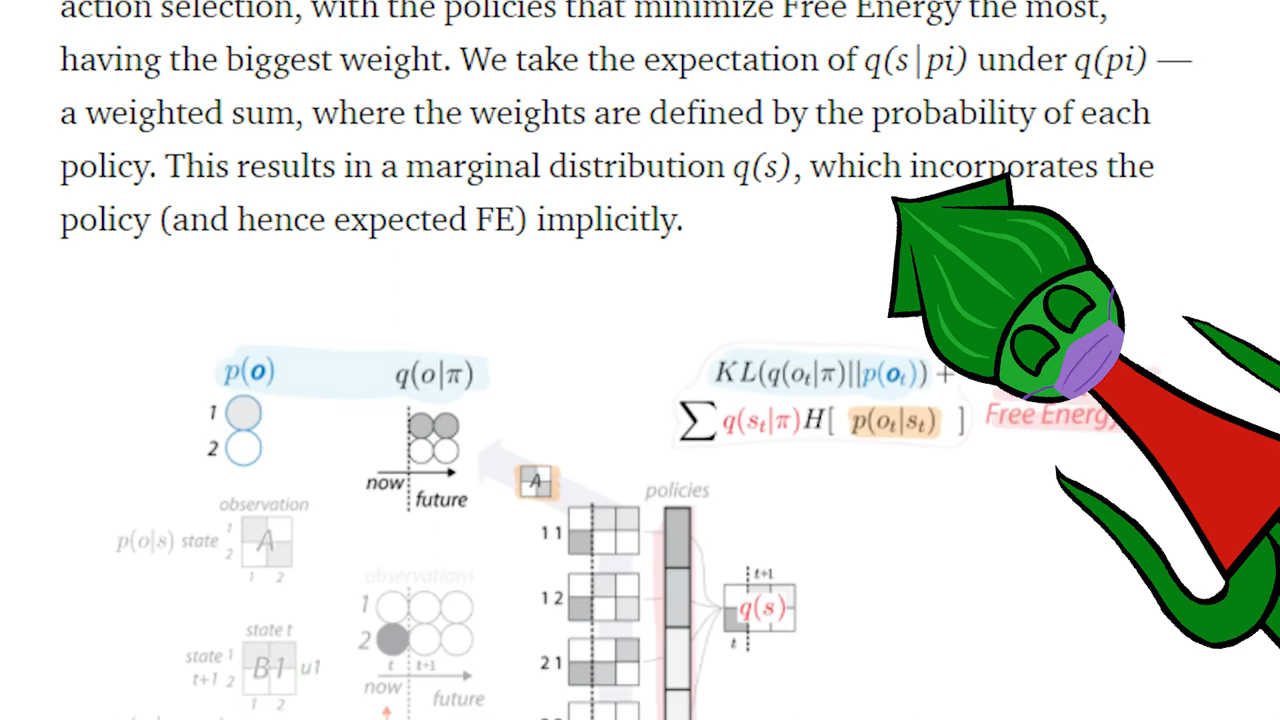 action selection, with the policies that minimize Free Energy the most,
having the biggest weight. We take the expectation of q(s|pi) under q(pi) —
a weighted sum, where the weights are defined by the probability of each
policy. This results in a marginal distribution q(s), which incorporates the
policy (and hence expected FE) implicitly.
p(o)
q(o|π)
KL(q(oₜ|π)||p(oₜ)) +
1
∑ q(sₜ|π)H[ p(oₜ|sₜ) ] Free Energy
2
now
future
A
policies
observation
p(o|s) state 1
2
A
1 2
1 1
observations
1
2
t t+1
now
future
1 2
t+1
q(s)
t
state t
state 1
t+1 2
B1
u1
1 2
2 1